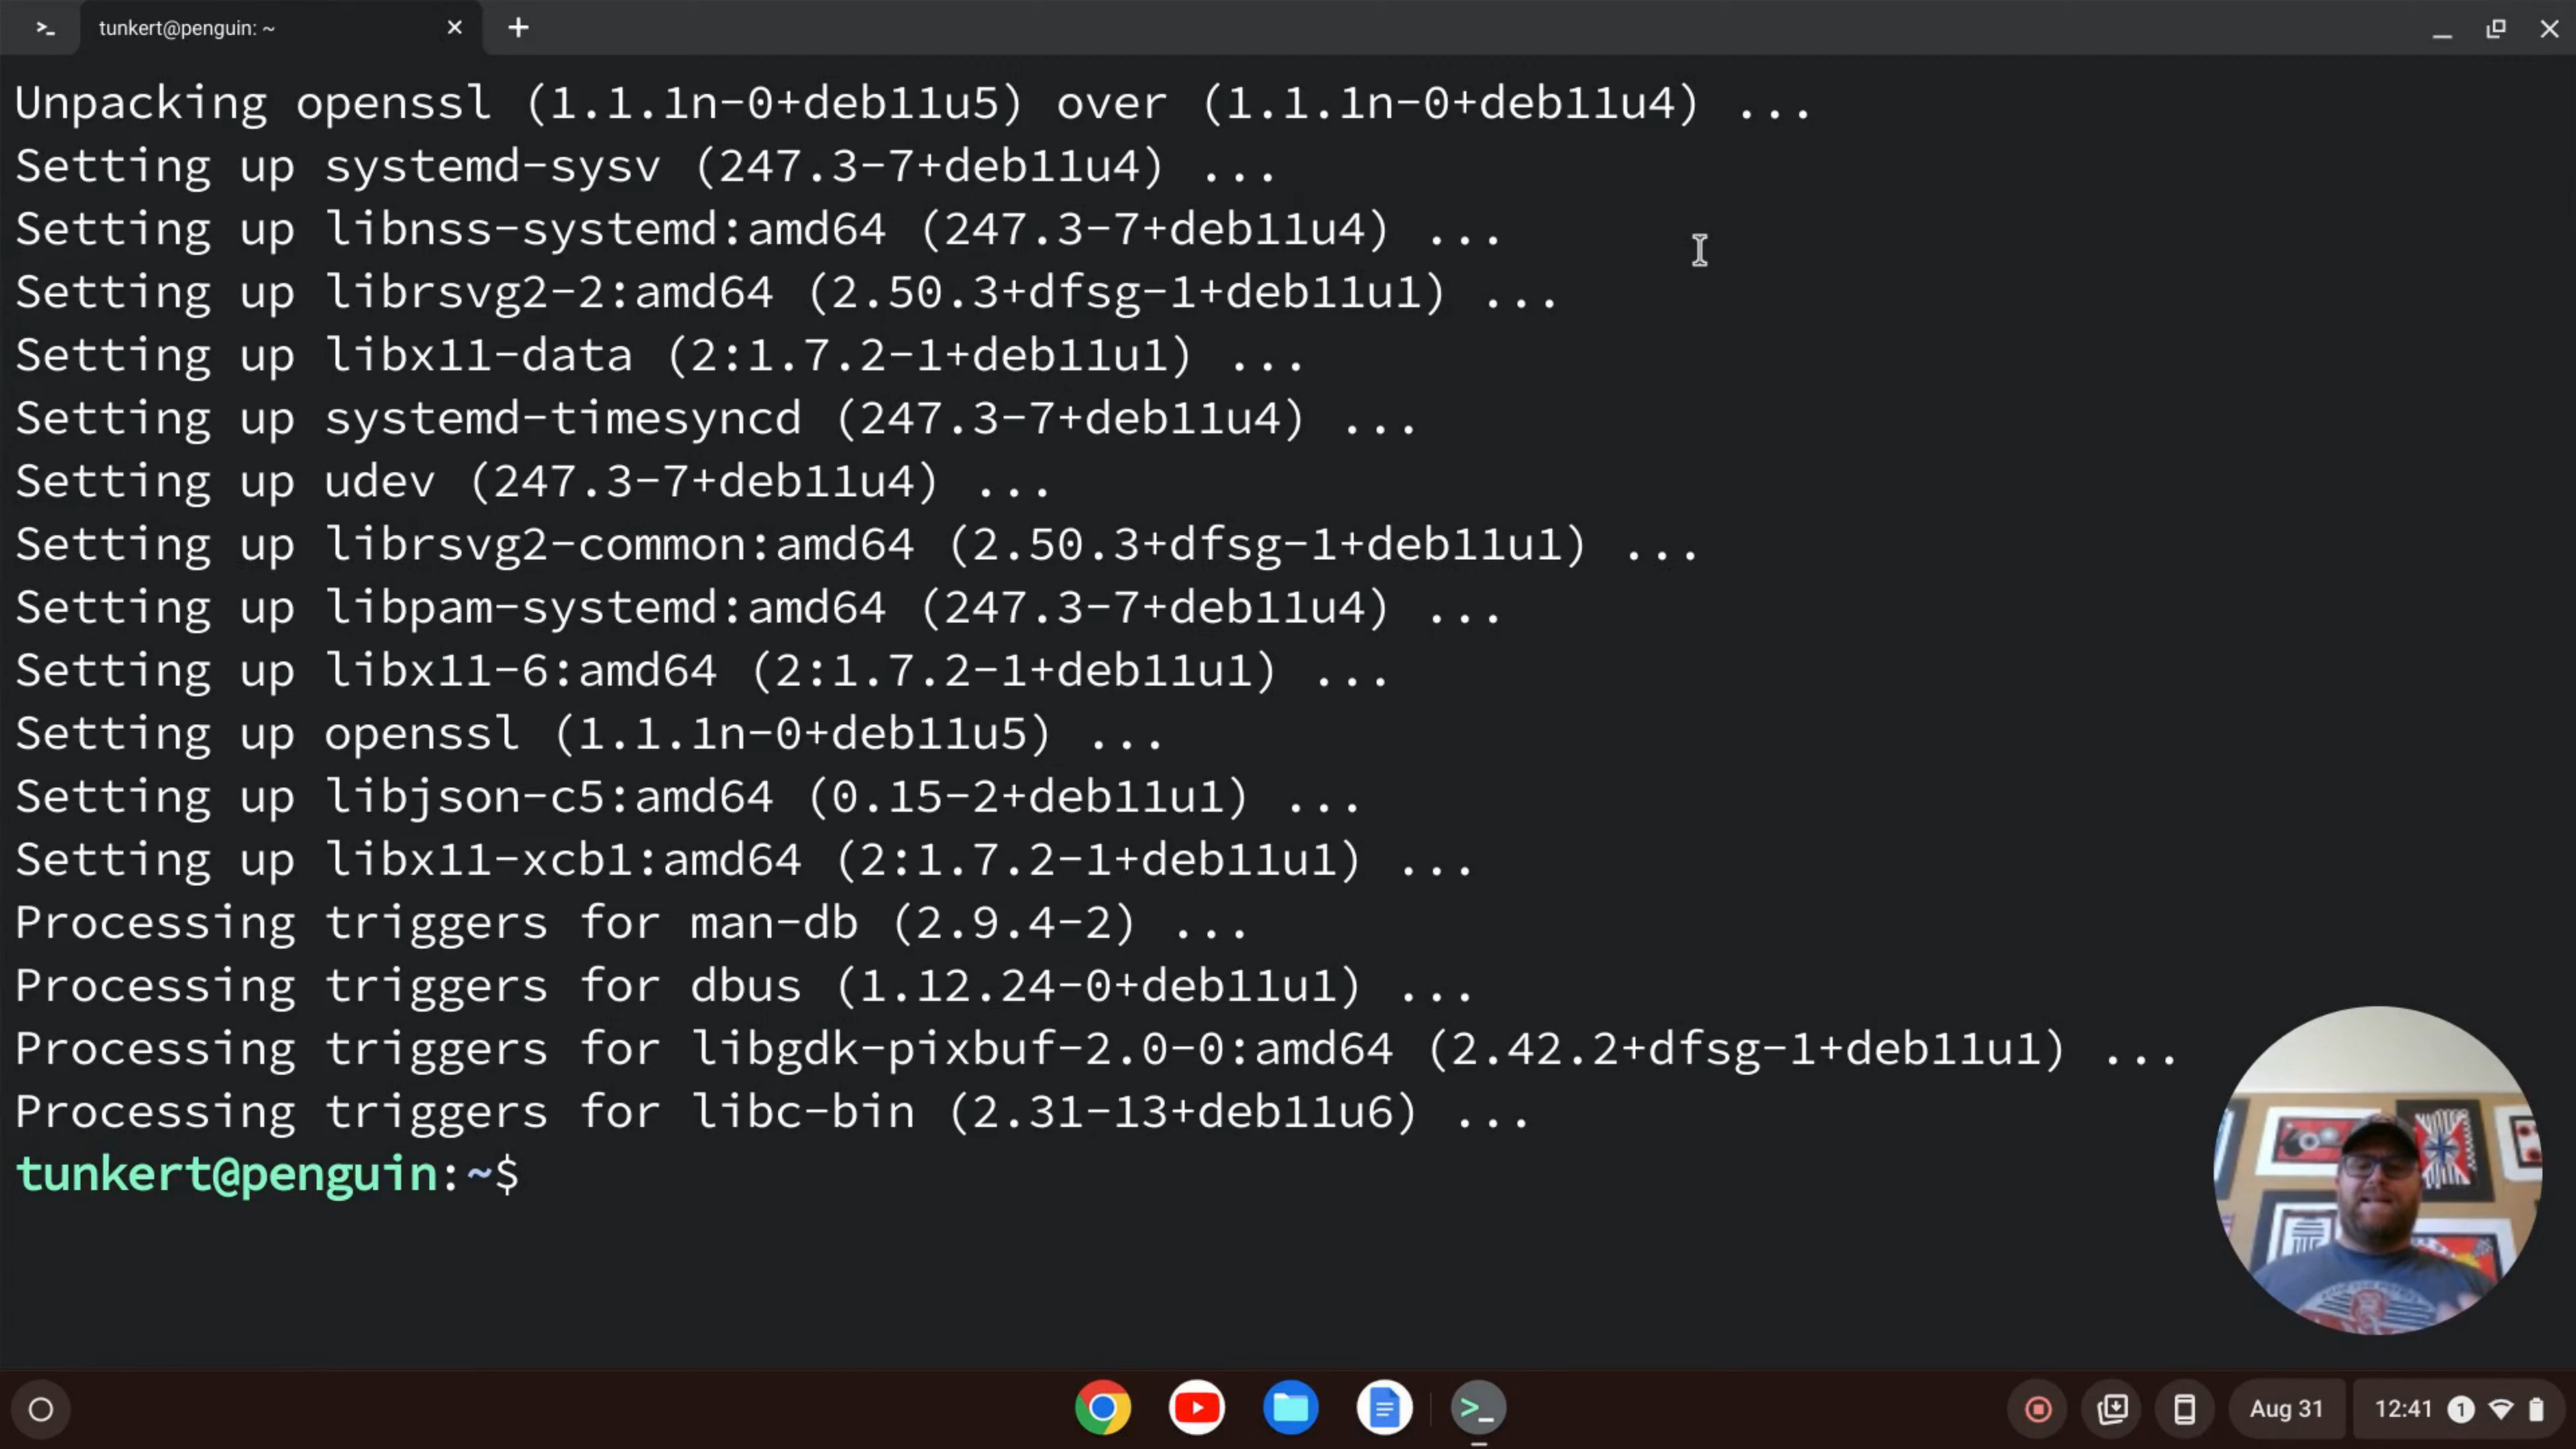 tunkert@penguin: ~
Unpacking openssl (1.1.1n-0+deb11u5) over (1.1.1n-0+deb11u4) ...
Setting up systemd-sysv (247.3-7+deb11u4) ...
Setting up libnss-systemd:amd64 (247.3-7+deb11u4) ...
Setting up librsvg2-2:amd64 (2.50.3+dfsg-1+deb11u1) ...
Setting up libx11-data (2:1.7.2-1+deb11u1) ...
Setting up systemd-timesyncd (247.3-7+deb11u4) ...
Setting up udev (247.3-7+deb11u4) ...
Setting up librsvg2-common:amd64 (2.50.3+dfsg-1+deb11u1) ...
Setting up libpam-systemd:amd64 (247.3-7+deb11u4) ...
Setting up libx11-6:amd64 (2:1.7.2-1+deb11u1) ...
Setting up openssl (1.1.1n-0+deb11u5) ...
Setting up libjson-c5:amd64 (0.15-2+deb11u1) ...
Setting up libx11-xcb1:amd64 (2:1.7.2-1+deb11u1) ...
Processing triggers for man-db (2.9.4-2) ...
Processing triggers for dbus (1.12.24-0+deb11u1) ...
Processing triggers for libgdk-pixbuf-2.0-0:amd64 (2.42.2+dfsg-1+deb11u1) ...
Processing triggers for libc-bin (2.31-13+deb11u6) ...
tunkert@penguin:~$
Aug 31 12:41 1